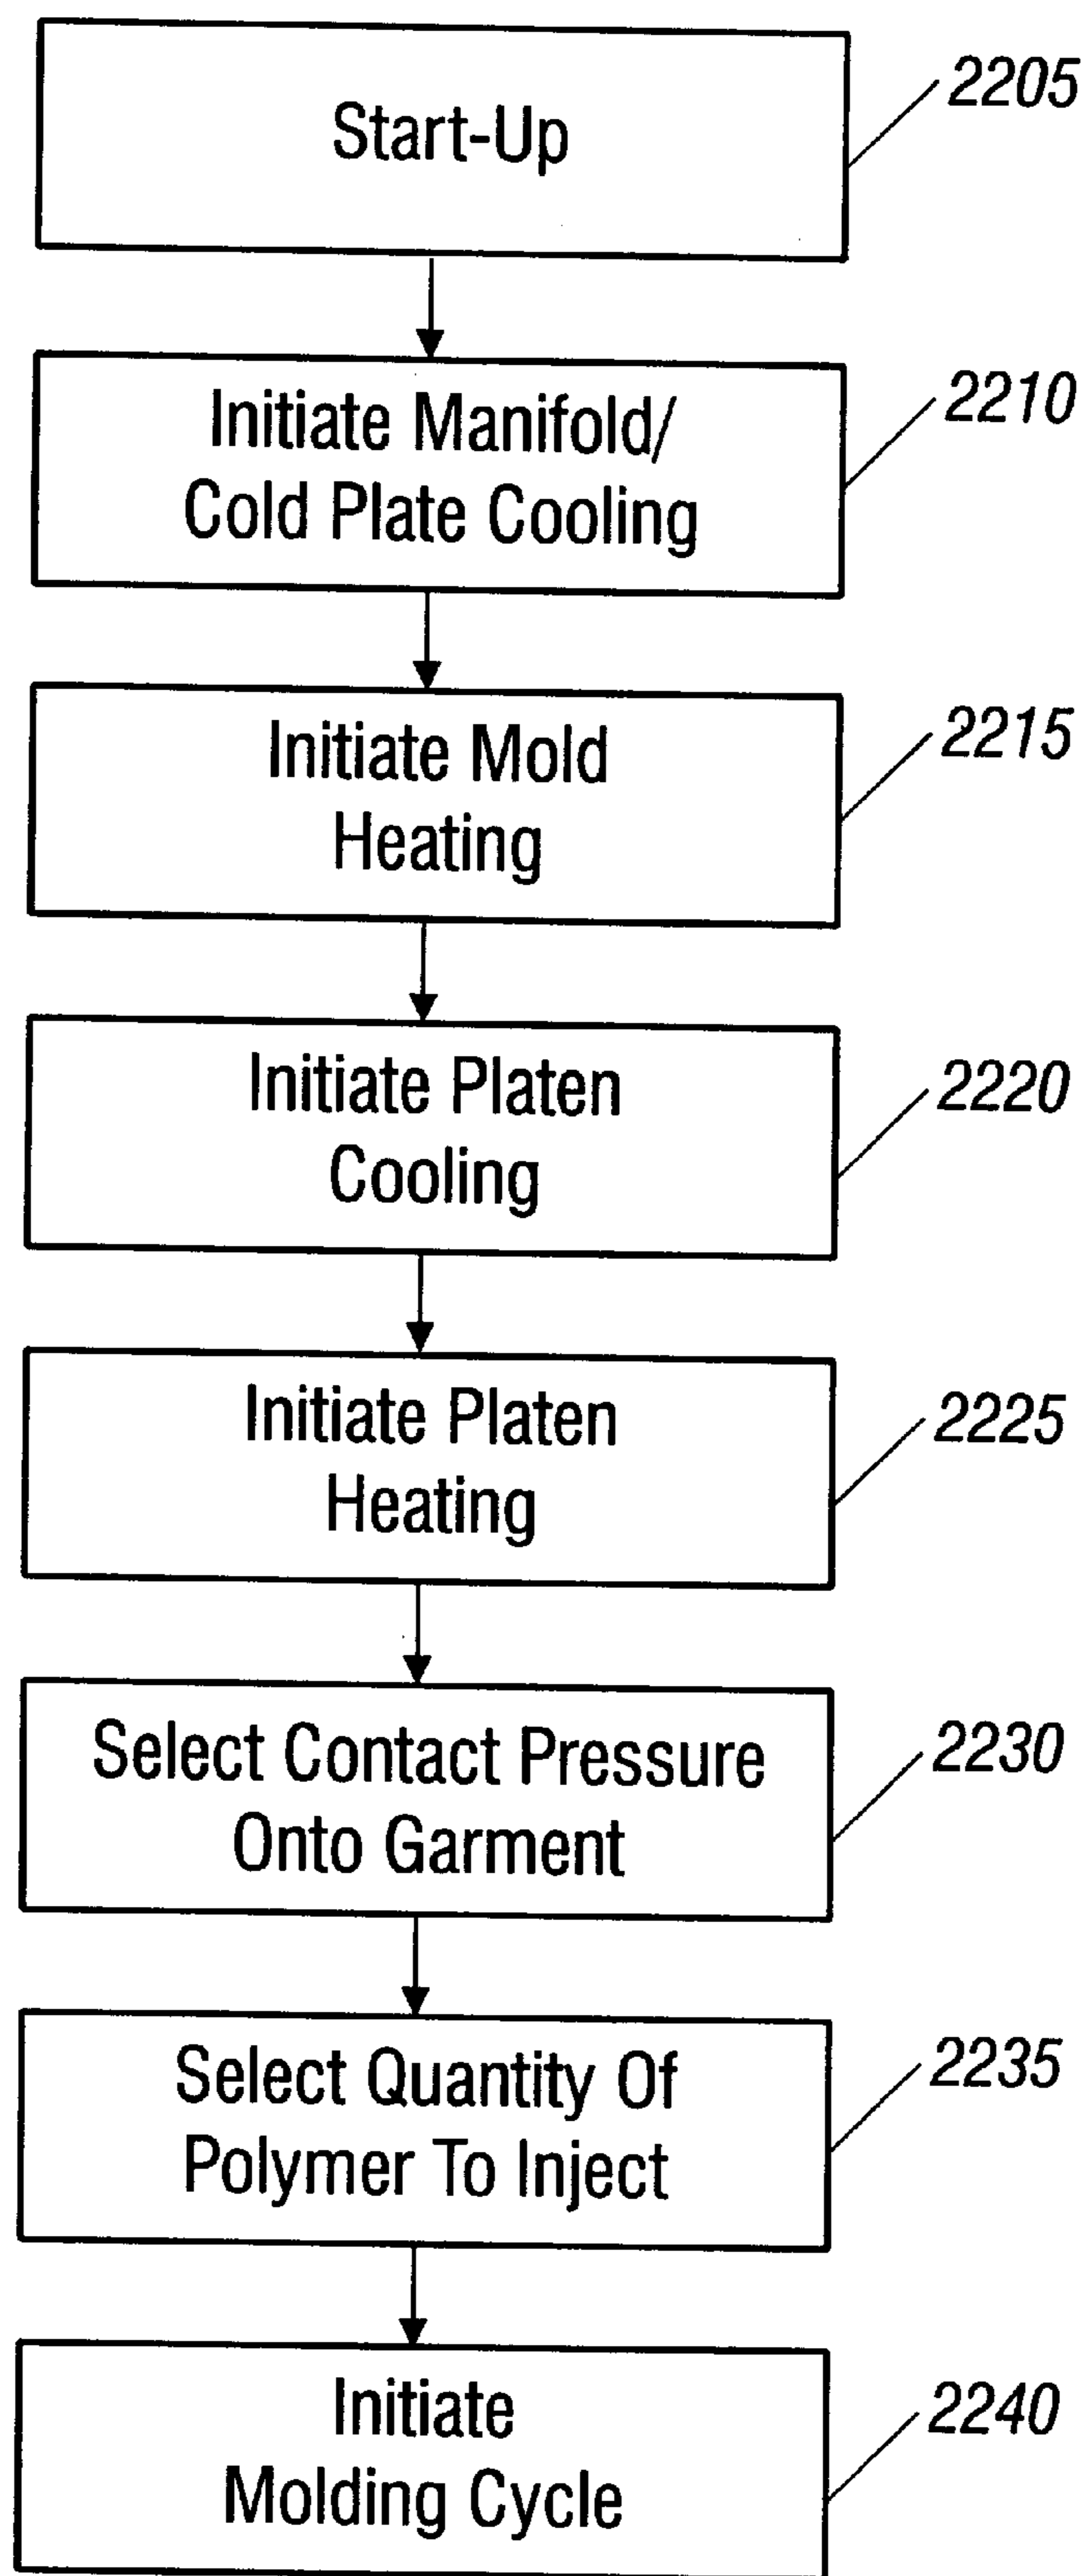 Start-Up
2205
Initiate Manifold/
Cold Plate Cooling
2210
Initiate Mold
Heating
2215
Initiate Platen
Cooling
2220
Initiate Platen
Heating
2225
Select Contact Pressure
Onto Garment
2230
Select Quantity Of
Polymer To Inject
2235
Initiate
Molding Cycle
2240